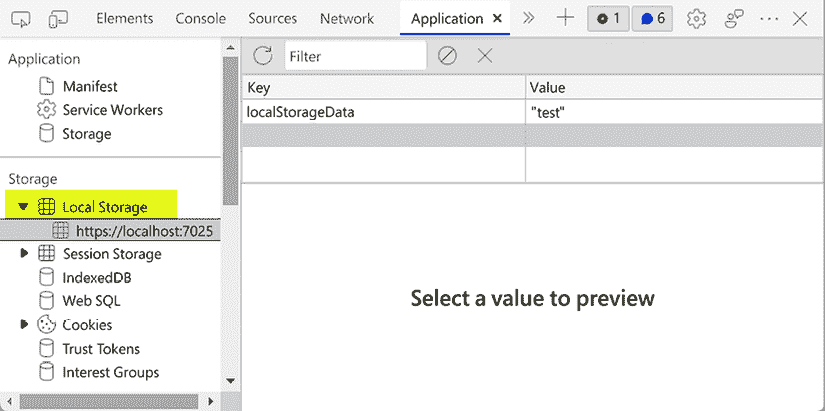 Elements Console Sources Network Application 1 6
Application
Manifest
Service Workers
Storage
Storage
Local Storage
https://localhost:7025
Session Storage
IndexedDB
Web SQL
Cookies
Trust Tokens
Interest Groups
Filter
Key Value
localStorageData "test"
Select a value to preview